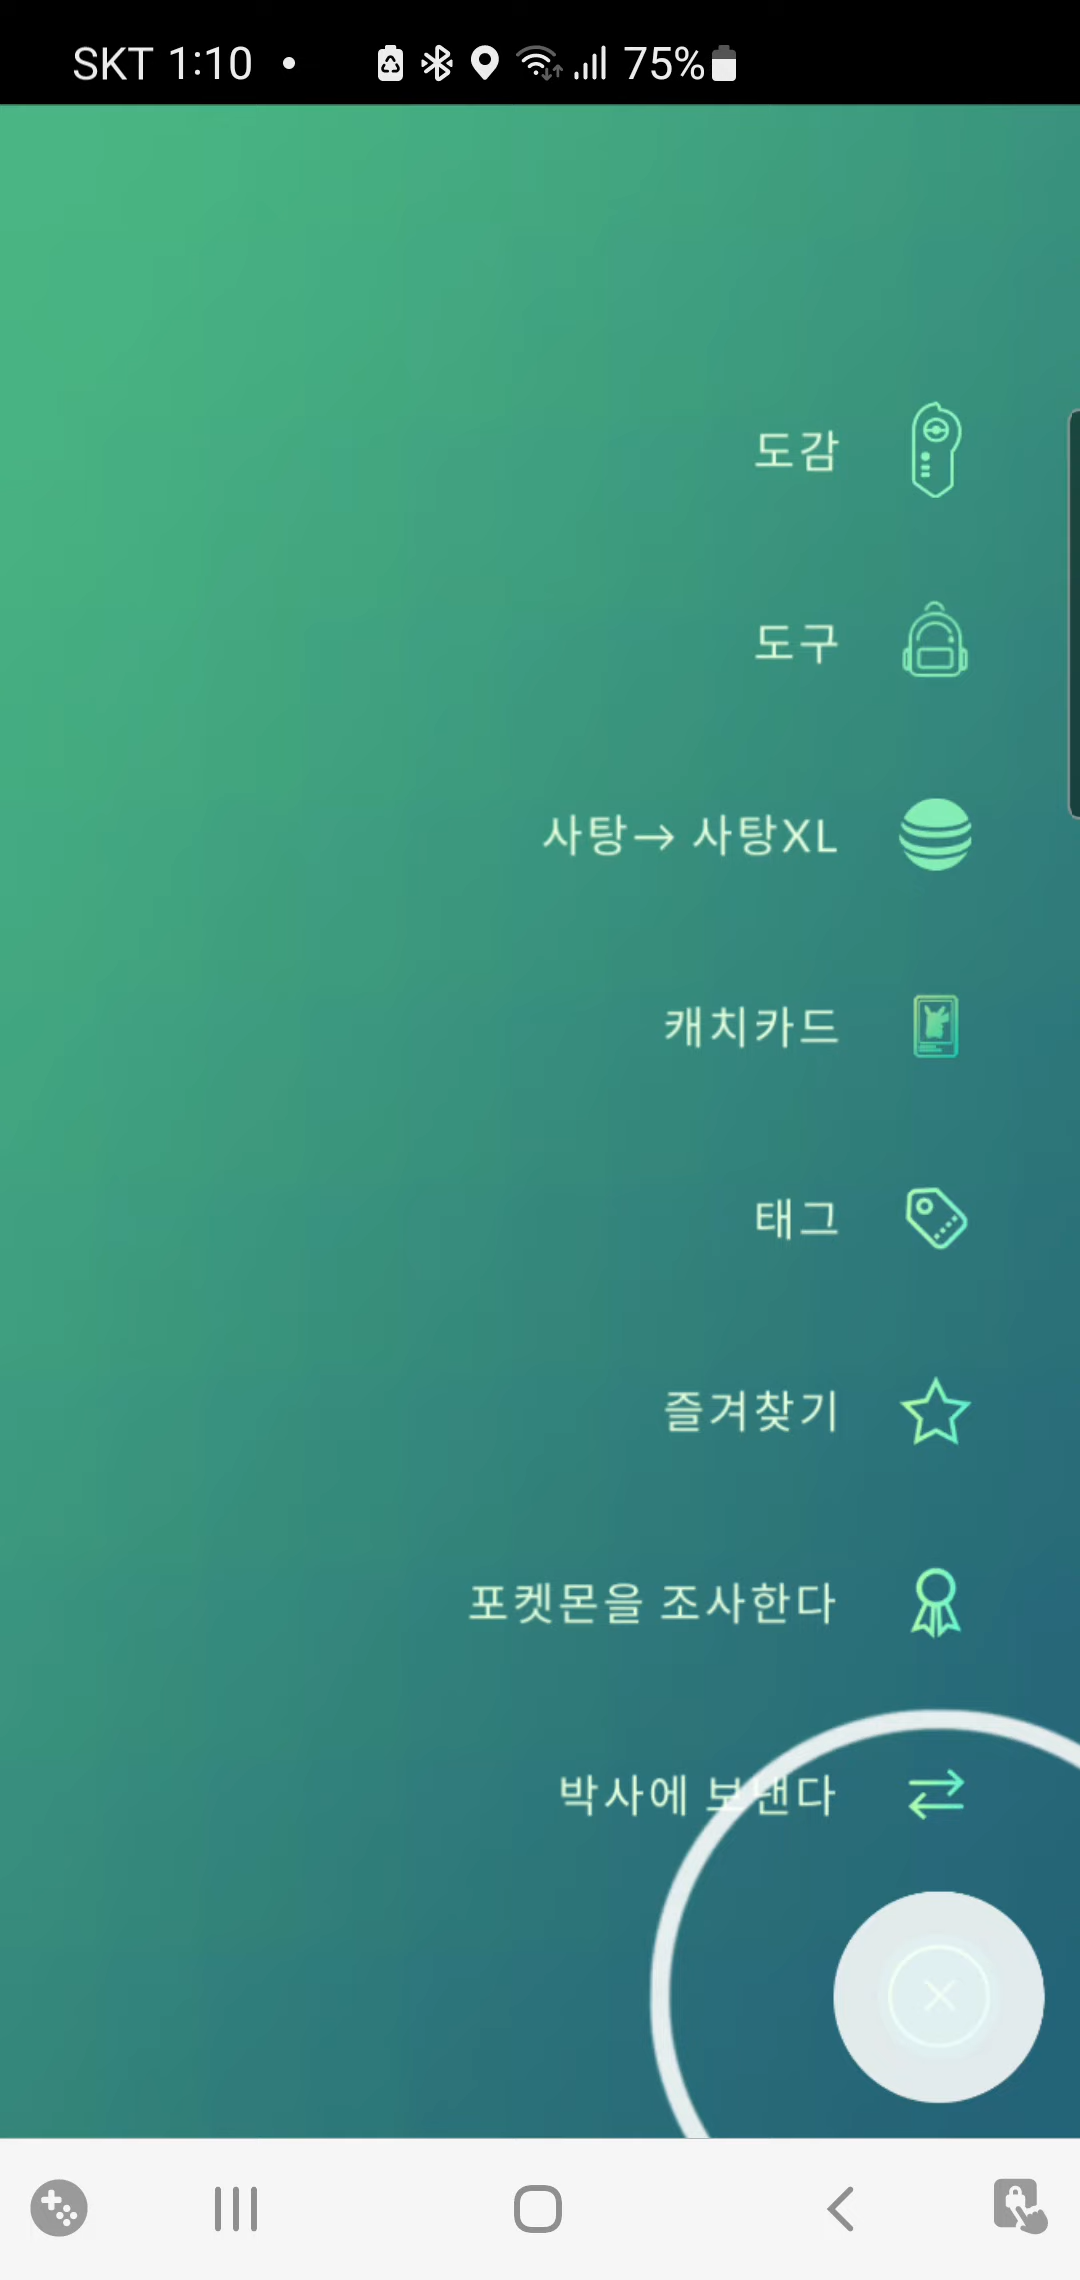 SKT 1:10 • 75%
도감
도구
사탕→ 사탕XL
캐치카드
태그
즐겨찾기
포켓몬을 조사한다
박사에 보낸다